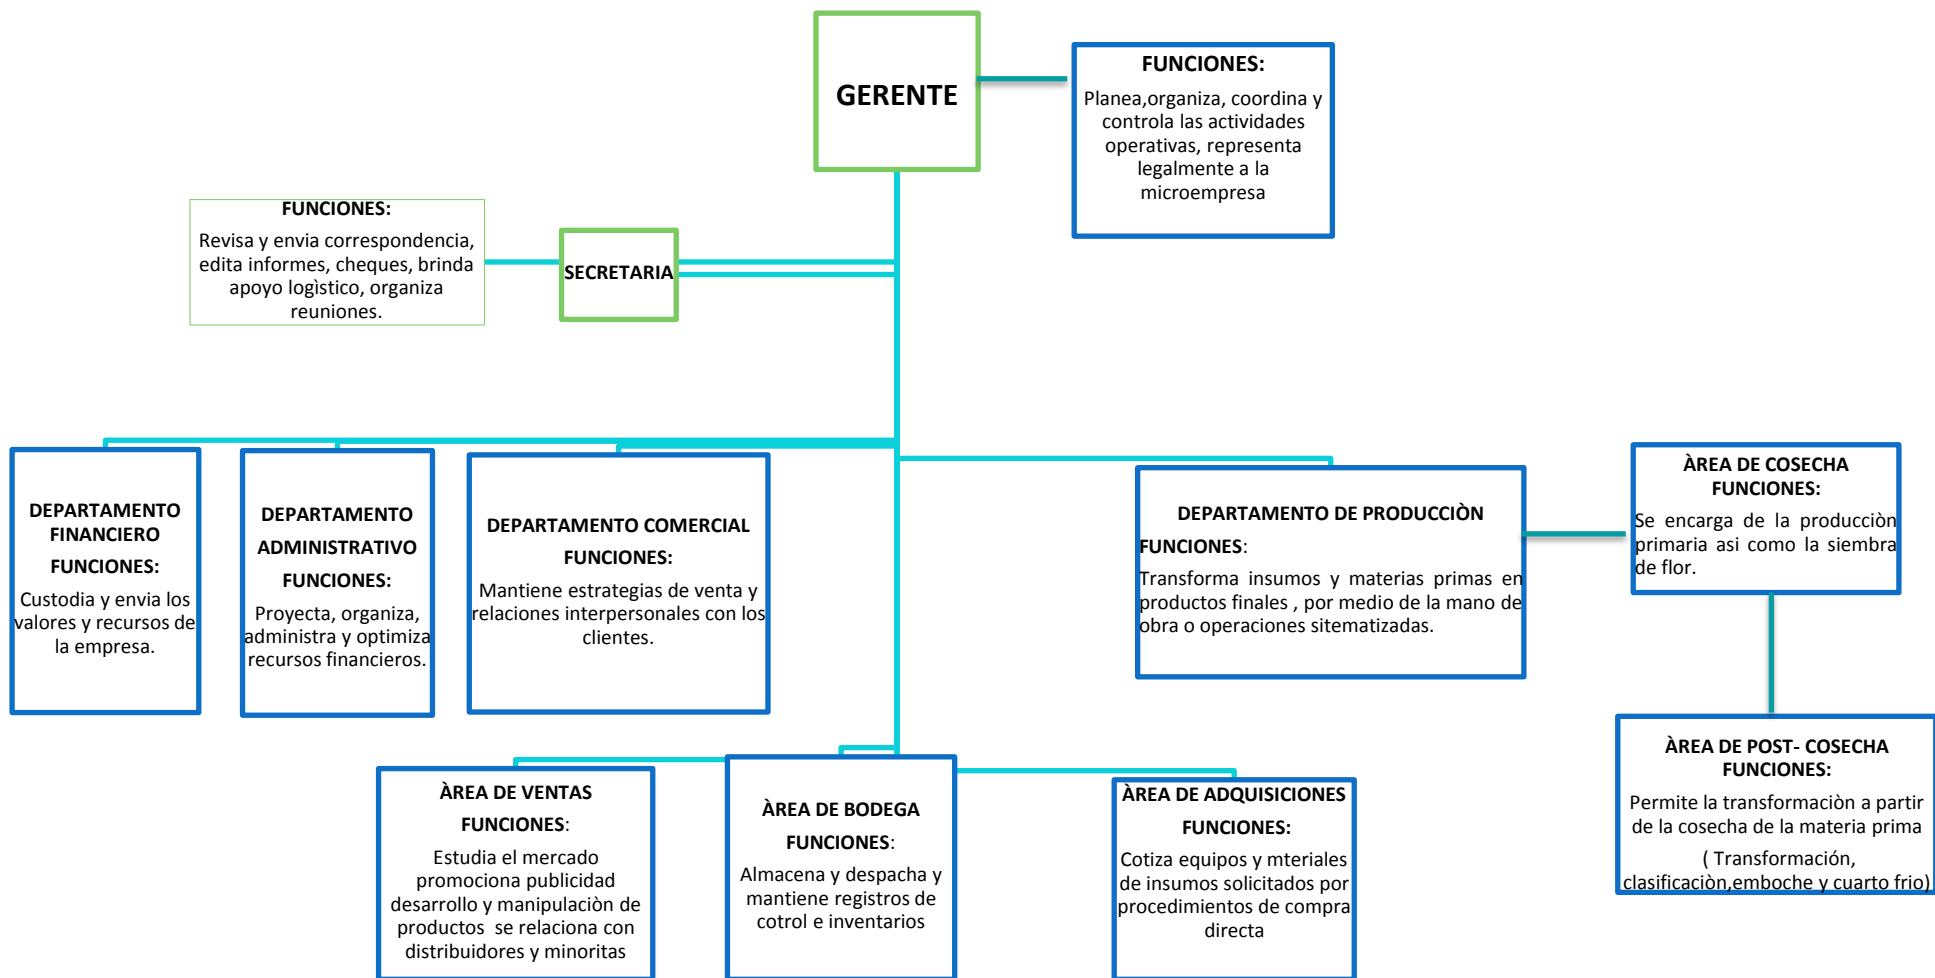 GERENTE
FUNCIONES:
Planea,organiza, coordina y
controla las actividades
operativas, representa
legalmente a la
microempresa
FUNCIONES:
Revisa y envia correspondencia,
edita informes, cheques, brinda
apoyo logìstico, organiza
reuniones.
SECRETARIA
DEPARTAMENTO
FINANCIERO
FUNCIONES:
Custodia y envia los
valores y recursos de
la empresa.
DEPARTAMENTO
ADMINISTRATIVO
FUNCIONES:
Proyecta, organiza,
administra y optimiza
recursos financieros.
DEPARTAMENTO COMERCIAL
FUNCIONES:
Mantiene estrategias de venta y
relaciones interpersonales con los
clientes.
DEPARTAMENTO DE PRODUCCIÒN
FUNCIONES:
Transforma insumos y materias primas en
productos finales , por medio de la mano de
obra o operaciones sitematizadas.
ÀREA DE COSECHA
FUNCIONES:
Se encarga de la producciòn
primaria asi como la siembra
de flor.
ÀREA DE POST- COSECHA
FUNCIONES:
Permite la transformaciòn a partir
de la cosecha de la materia prima
( Transformación,
clasificaciòn,emboche y cuarto frio)
ÀREA DE VENTAS
FUNCIONES:
Estudia el mercado
promociona publicidad
desarrollo y manipulaciòn de
productos se relaciona con
distribuidores y minoritas
ÀREA DE BODEGA
FUNCIONES:
Almacena y despacha y
mantiene registros de
cotrol e inventarios
ÀREA DE ADQUISICIONES
FUNCIONES:
Cotiza equipos y mteriales
de insumos solicitados por
procedimientos de compra
directa